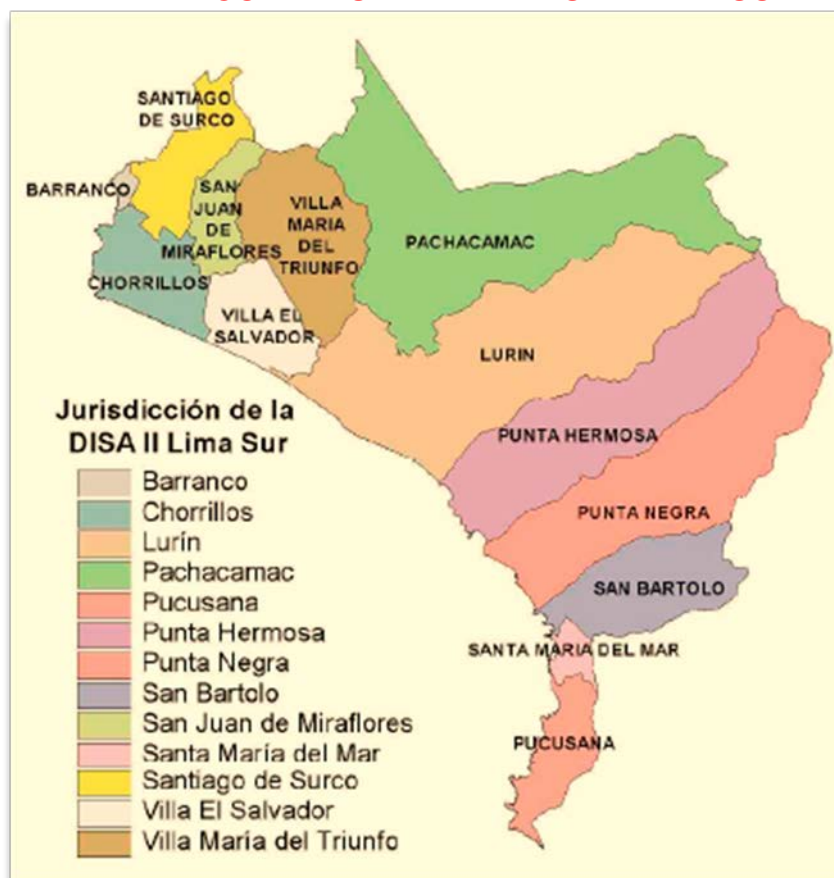 SANTIAGO
DE SURCO
BARRANCO
SAN
JUAN
DE
MIRAFLORES
VILLA
MARIA
DEL
TRIUNFO
PACHACAMAC
CHORRILLOS
VILLA EL
SALVADOR
LURIN
PUNTA HERMOSA
PUNTA NEGRA
SAN BARTOLO
SANTA MARIA DEL MAR
PUCUSANA
Jurisdicción de la
DISA II Lima Sur
Barranco
Chorrillos
Lurín
Pachacamac
Pucusana
Punta Hermosa
Punta Negra
San Bartolo
San Juan de Miraflores
Santa María del Mar
Santiago de Surco
Villa El Salvador
Villa María del Triunfo